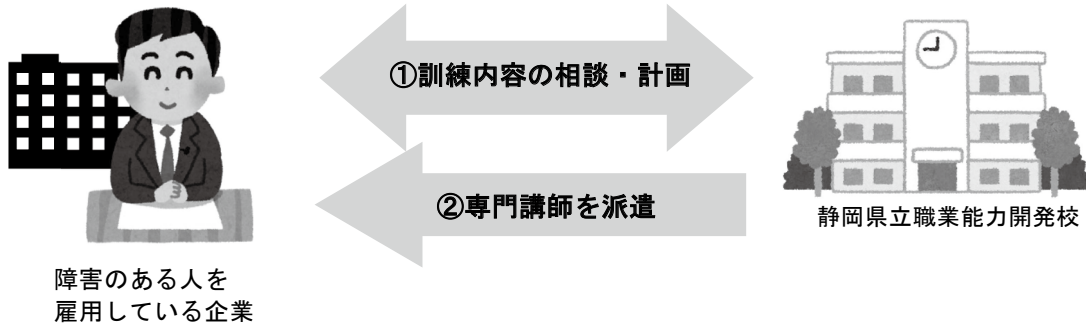 ①訓練内容の相談・計画
②専門講師を派遣
静岡県立職業能力開発校
障害のある人を
雇用している企業